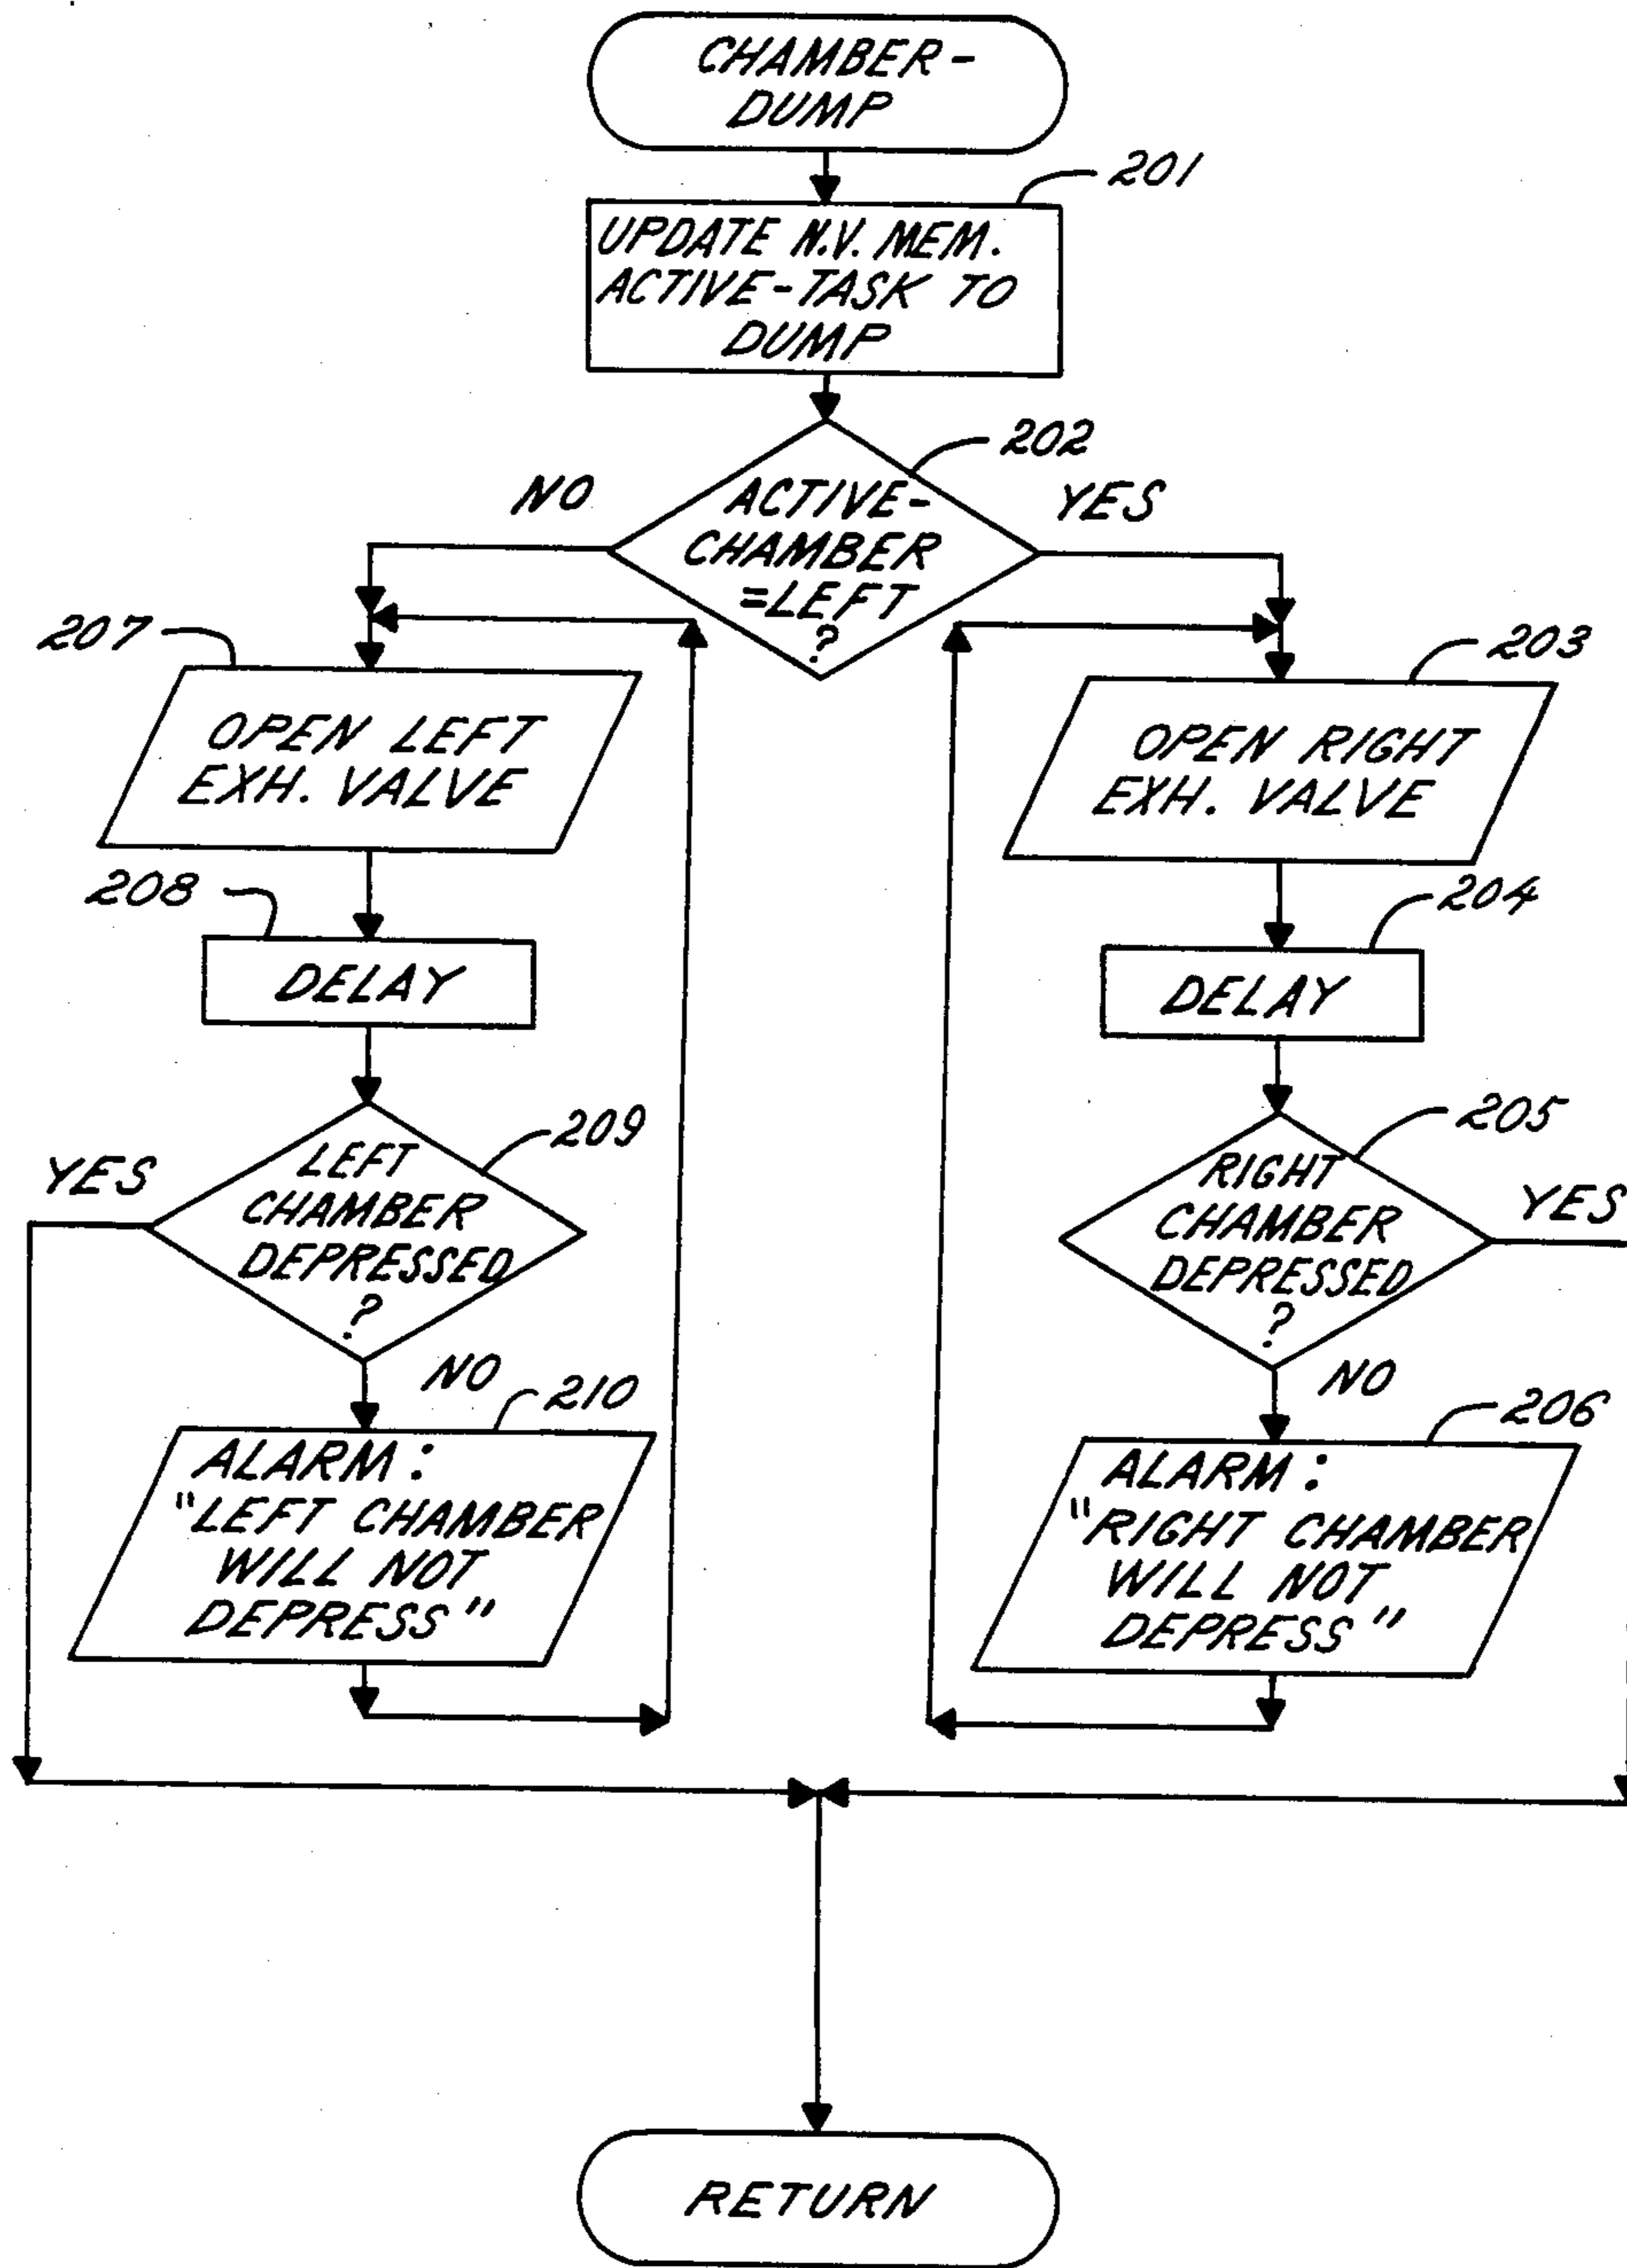 CHAMBER-
DUMP
201
UPDATE N.V. MEM.
ACTIVE-TASK TO
DUMP
202
NO
YES
ACTIVE-
CHAMBER
=LEFT
?
207
203
OPEN LEFT
EXH. VALVE
OPEN RIGHT
EXH. VALVE
208
204
DELAY
DELAY
209
205
YES
LEFT
CHAMBER
DEPRESSED
?
RIGHT
CHAMBER
DEPRESSED
?
YES
NO
210
NO
206
ALARM:
"LEFT CHAMBER
WILL NOT
DEPRESS"
ALARM:
"RIGHT CHAMBER
WILL NOT
DEPRESS"
RETURN